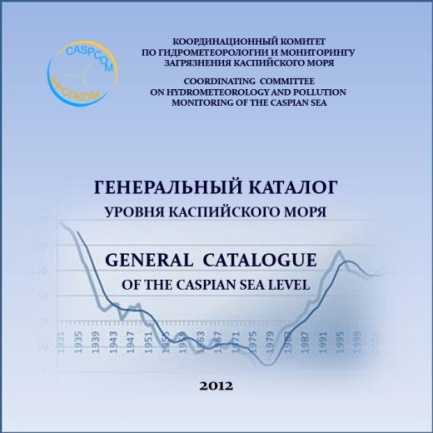 CASPCOM
КАСПКОМ
КООРДИНАЦИОННЫЙ КОМИТЕТ
ПО ГИДРОМЕТЕОРОЛОГИИ И МОНИТОРИНГУ
ЗАГРЯЗНЕНИЯ КАСПИЙСКОГО МОРЯ
COORDINATING COMMITTEE
ON HYDROMETEOROLOGY AND POLLUTION
MONITORING OF THE CASPIAN SEA
ГЕНЕРАЛЬНЫЙ КАТАЛОГ
УРОВНЯ КАСПИЙСКОГО МОРЯ
GENERAL CATALOGUE
OF THE CASPIAN SEA LEVEL
1931 1935 1939 1943 1947 1951 1955 1959 1963 1967 1971 1975 1979 1983 1987 1991 1995 1999
2012